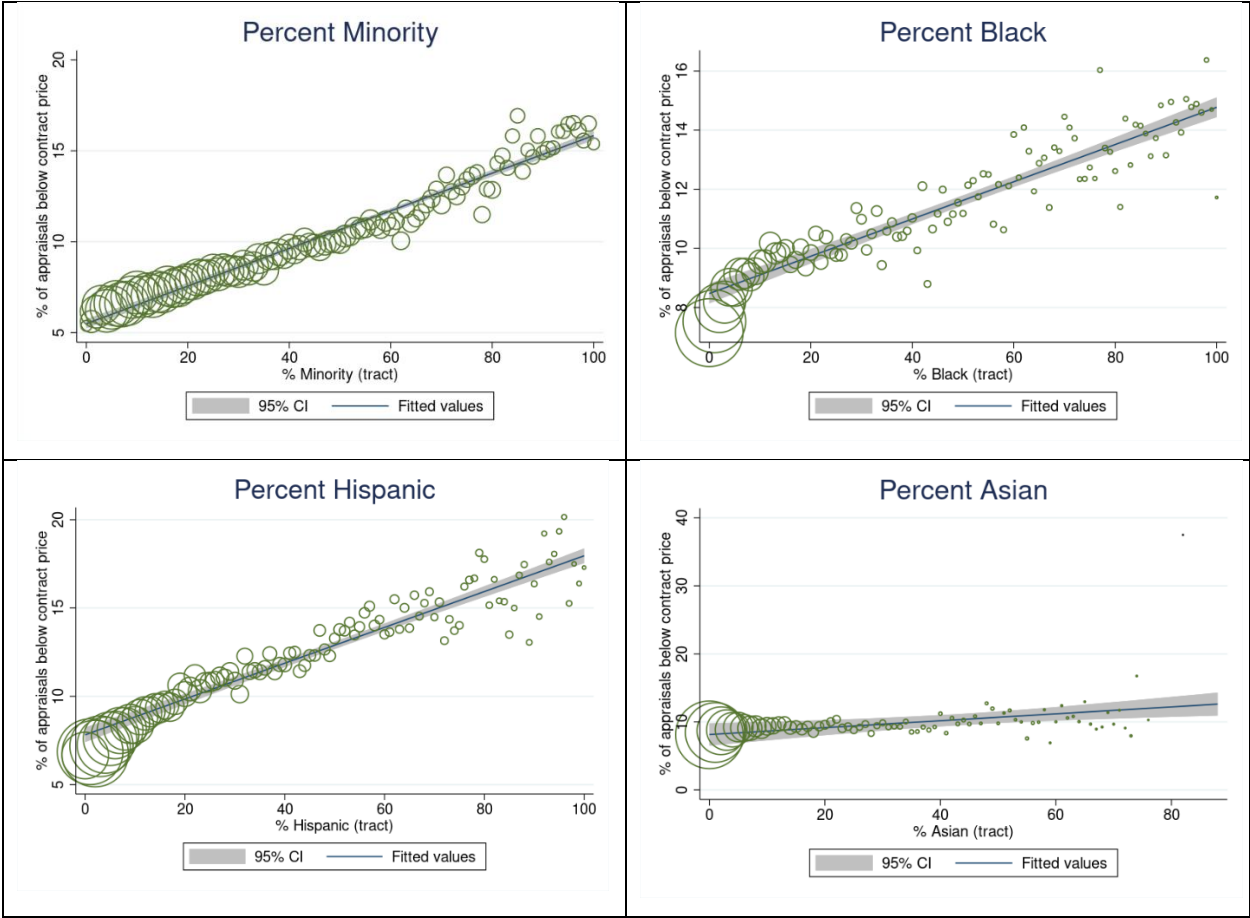 Percent Minority
% of appraisals below contract price
20
15
10
5
0 20 40 60 80 100
% Minority (tract)
95% CI Fitted values
Percent Black
% of appraisals below contract price
16
14
12
10
8
0 20 40 60 80 100
% Black (tract)
95% CI Fitted values
Percent Hispanic
% of appraisals below contract price
20
15
10
5
0 20 40 60 80 100
% Hispanic (tract)
95% CI Fitted values
Percent Asian
% of appraisals below contract price
40
30
20
10
0
0 20 40 60 80
% Asian (tract)
95% CI Fitted values